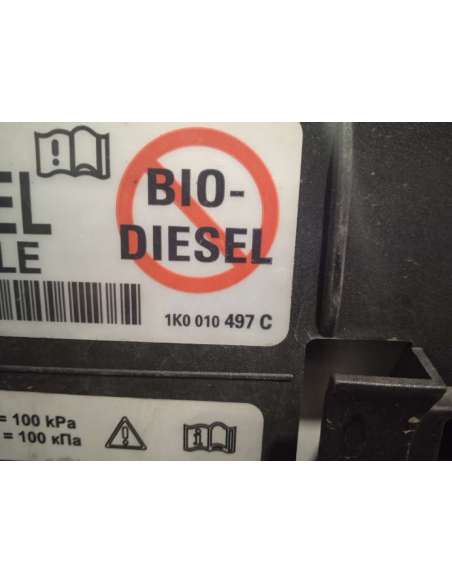 EL
LE
BIO-
DIESEL
1K0 010 497 C
= 100 kPa
= 100 кПа